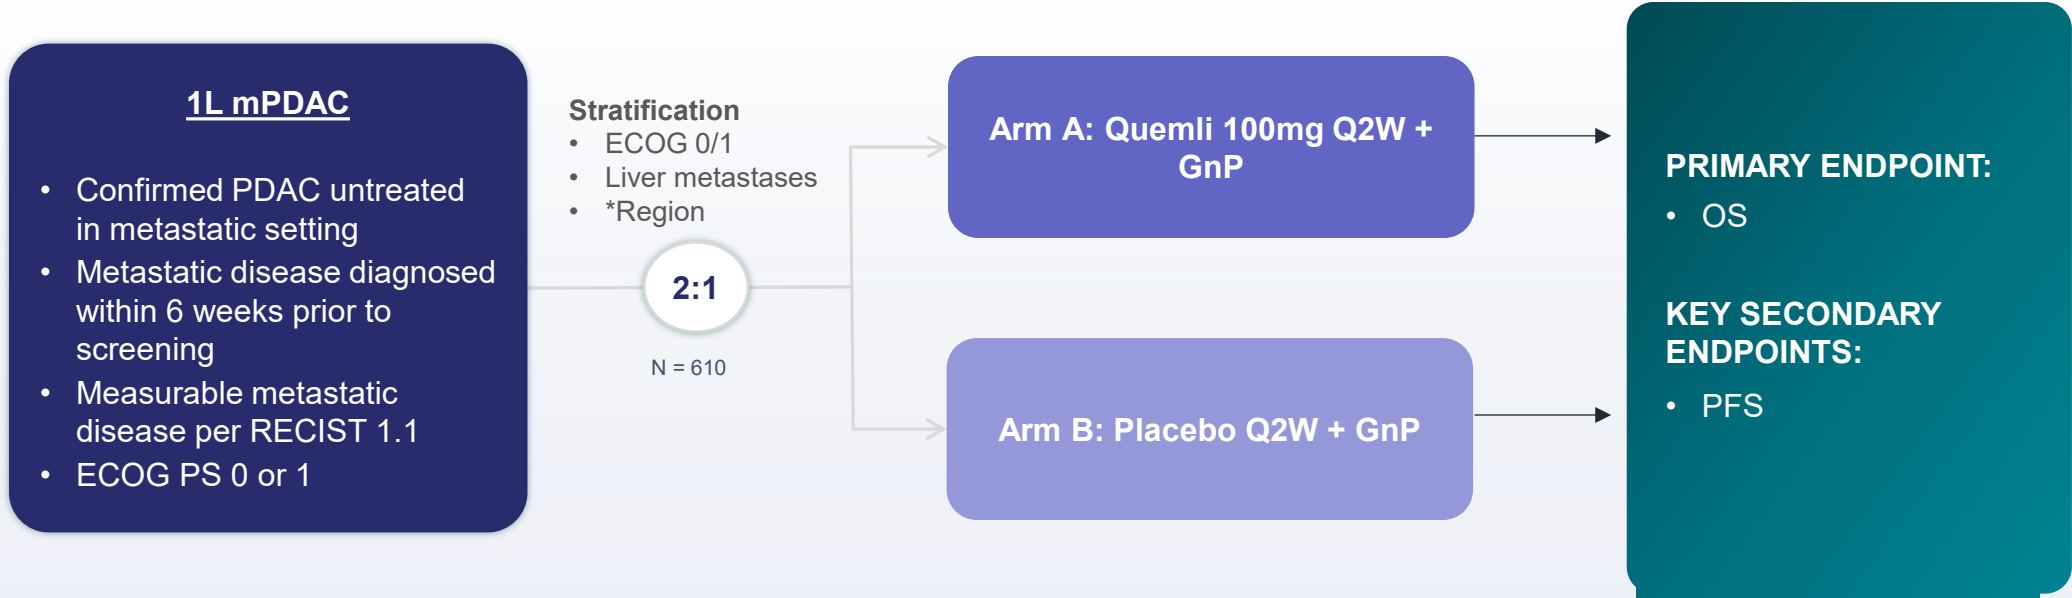 1L mPDAC
• Confirmed PDAC untreated
in metastatic setting
• Metastatic disease diagnosed
within 6 weeks prior to
screening
• Measurable metastatic
disease per RECIST 1.1
• ECOG PS 0 or 1
Stratification
• ECOG 0/1
• Liver metastases
• *Region
2:1
N = 610
Arm A: Quemli 100mg Q2W +
GnP
Arm B: Placebo Q2W + GnP
PRIMARY ENDPOINT:
• OS
KEY SECONDARY
ENDPOINTS:
• PFS